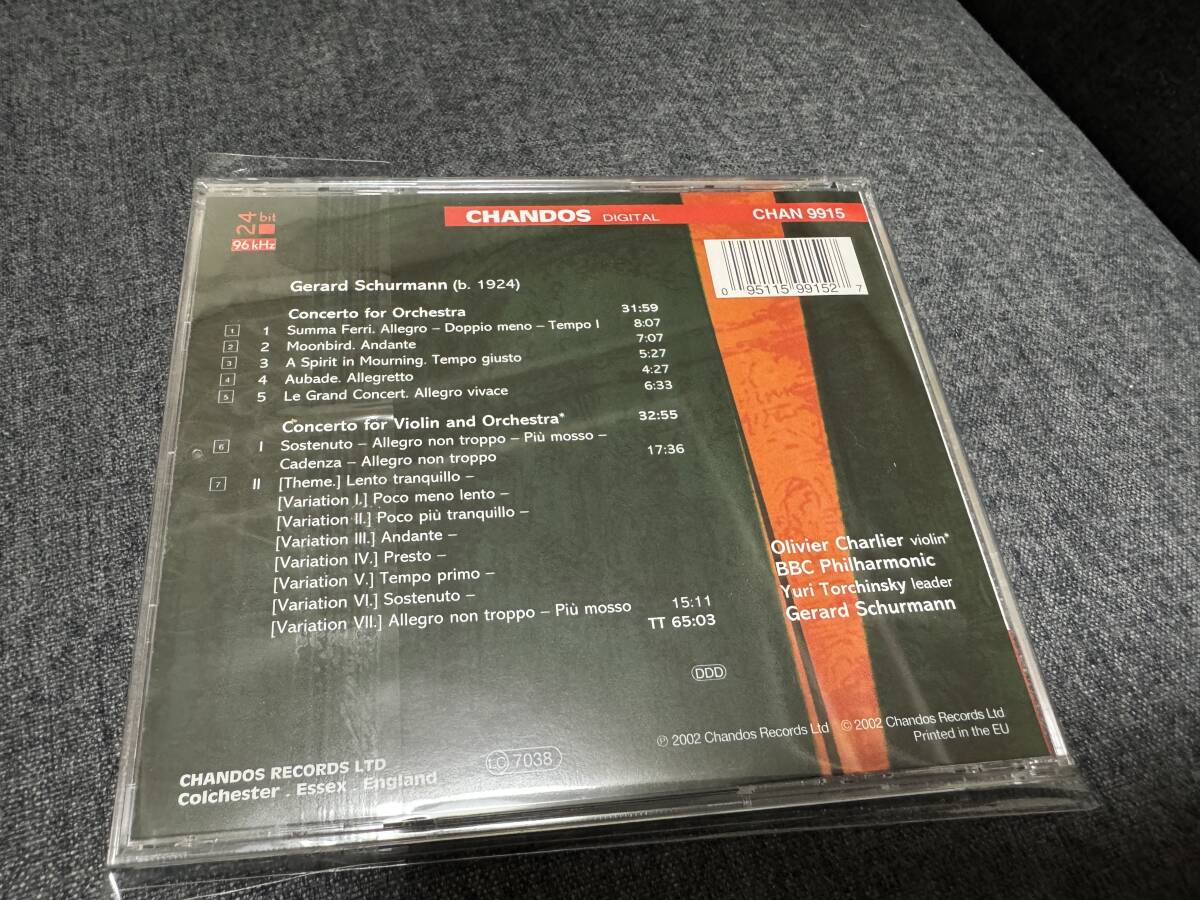 24 bit
96 kHz
CHANDOS DIGITAL CHAN 9915
0 95115 99152 7
Gerard Schurmann (b. 1924)
Concerto for Orchestra 31:59
1 1 Summa Ferri. Allegro – Doppio meno – Tempo I 8:07
2 2 Moonbird. Andante 7:07
3 3 A Spirit in Mourning. Tempo giusto 5:27
4 4 Aubade. Allegretto 4:27
5 5 Le Grand Concert. Allegro vivace 6:33
Concerto for Violin and Orchestra* 32:55
6 I Sostenuto – Allegro non troppo – Più mosso –
Cadenza – Allegro non troppo 17:36
7 II [Theme.] Lento tranquillo –
[Variation I.] Poco meno lento –
[Variation II.] Poco più tranquillo –
[Variation III.] Andante –
[Variation IV.] Presto –
[Variation V.] Tempo primo –
[Variation VI.] Sostenuto –
[Variation VII.] Allegro non troppo – Più mosso 15:11
TT 65:03
Olivier Charlier violin*
BBC Philharmonic
Yuri Torchinsky leader
Gerard Schurmann
DDD
℗ 2002 Chandos Records Ltd © 2002 Chandos Records Ltd
Printed in the EU
LC 7038
CHANDOS RECORDS LTD
Colchester . Essex . England